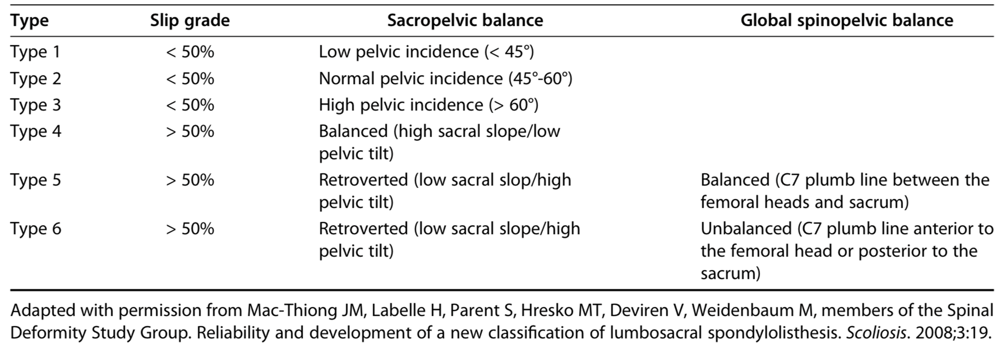 Type Slip grade Sacropelvic balance Global spinopelvic balance
Type 1 < 50% Low pelvic incidence (< 45°)
Type 2 < 50% Normal pelvic incidence (45°-60°)
Type 3 < 50% High pelvic incidence (> 60°)
Type 4 > 50% Balanced (high sacral slope/low
pelvic tilt)
Type 5 > 50% Retroverted (low sacral slop/high Balanced (C7 plumb line between the
pelvic tilt) femoral heads and sacrum)
Type 6 > 50% Retroverted (low sacral slope/high Unbalanced (C7 plumb line anterior to
pelvic tilt) the femoral head or posterior to the
sacrum)
Adapted with permission from Mac-Thiong JM, Labelle H, Parent S, Hresko MT, Deviren V, Weidenbaum M, members of the Spinal
Deformity Study Group. Reliability and development of a new classification of lumbosacral spondylolisthesis. Scoliosis. 2008;3:19.